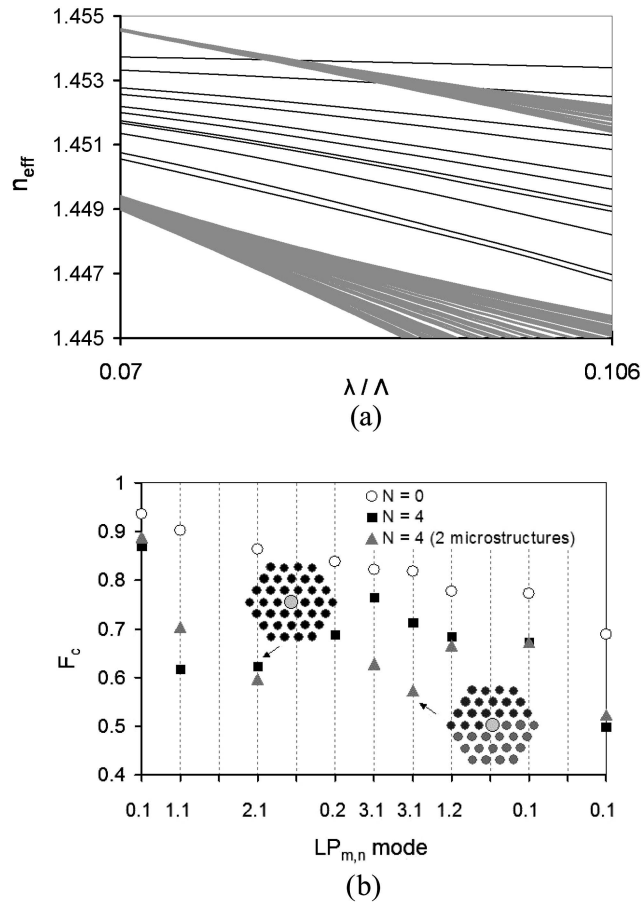 1.455
1.453
1.451
1.449
1.447
1.445
n_eff
0.07
0.106
λ / Λ
(a)
1
0.9
0.8
0.7
0.6
0.5
0.4
F_c
N = 0
N = 4
N = 4 (2 microstructures)
0.1 1.1 2.1 0.2 3.1 3.1 1.2 0.1 0.1
LP_m,n mode
(b)